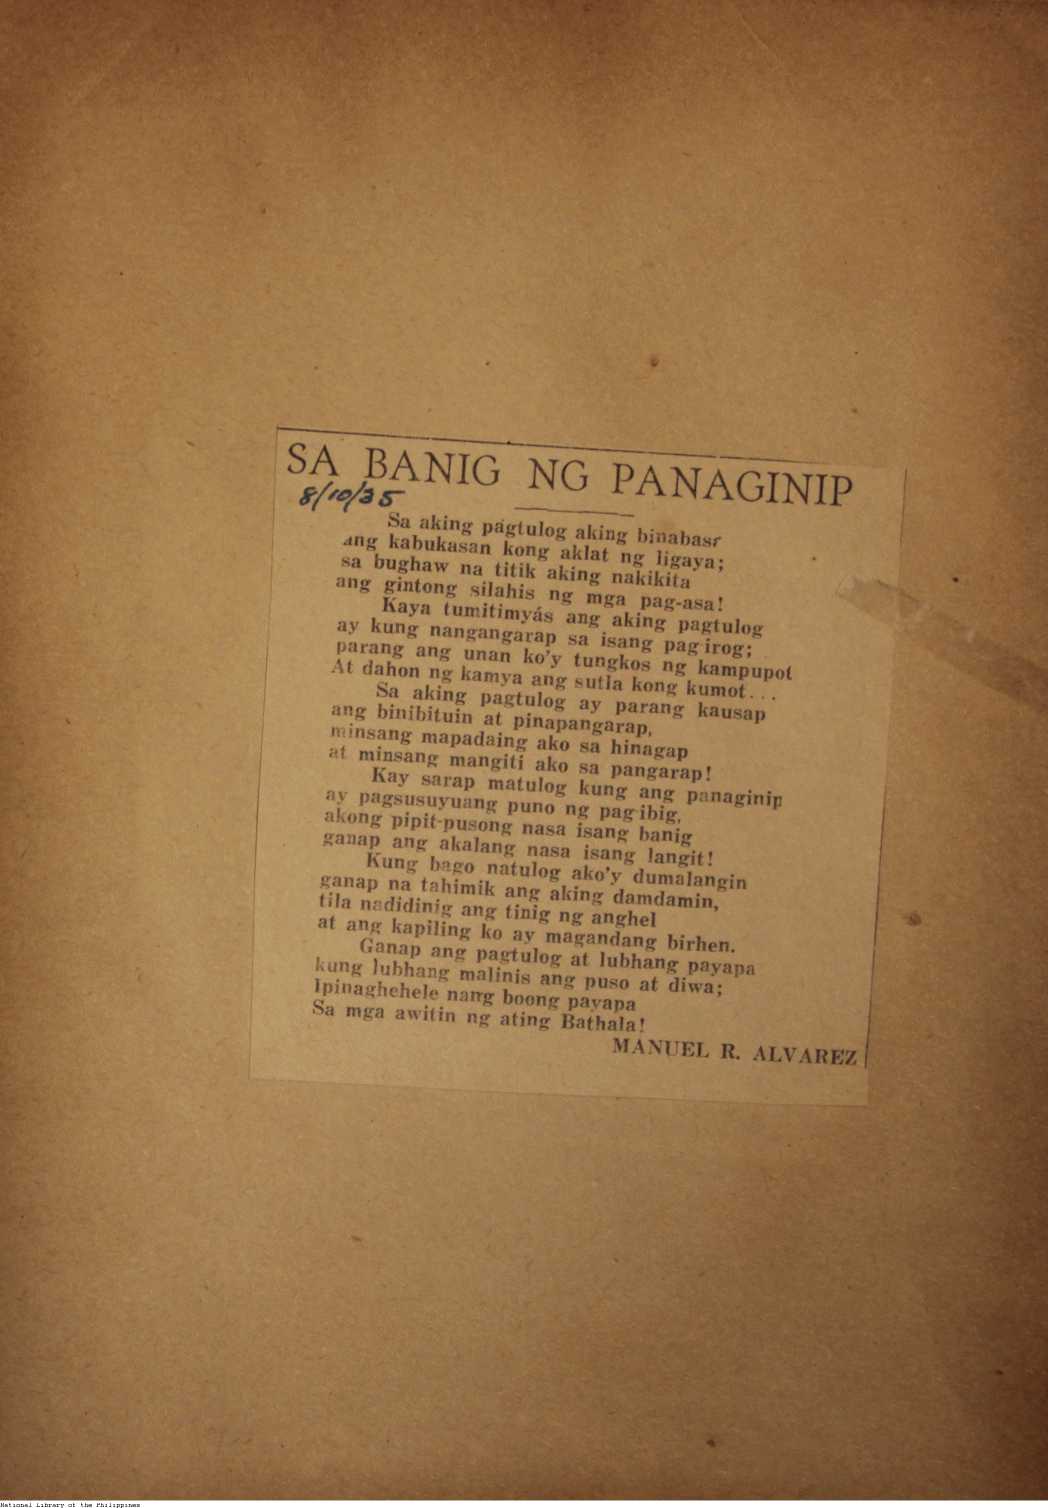 SA BANIG NG PANAGINIP
8/10/35
Sa aking pagtulog aking binabasa
ang kabukasan kong aklat ng ligaya;
sa bughaw na titik aking nakikita
ang gintong silahis ng mga pag-asa!
Kaya tumitimyás ang aking pagtulog
ay kung nangangarap sa isang pag-irog;
parang ang unan ko'y tungkos ng kampupot
At dahon ng kamya ang sutla kong kumot...
Sa aking pagtulog ay parang kausap
ang binibituin at pinapangarap,
minsang mapadaing ako sa hinagap
at minsang mangiti ako sa pangarap!
Kay sarap matulog kung ang panaginip
ay pagsusuyuang puno ng pag-ibig,
akong pipit-pusong nasa isang banig
ganap ang akalang nasa isang langit!
Kung bago natulog ako'y dumalangin
ganap na tahimik ang aking damdamin,
tila nadidinig ang tinig ng anghel
at ang kapiling ko ay magandang birhen.
Ganap ang pagtulog at lubhang payapa
kung lubhang malinis ang puso at diwa;
Ipinaghehele boong payapa
Sa mga awitin ng ating Bathala!
MANUEL R. ALVAREZ
National Library of the Philippines